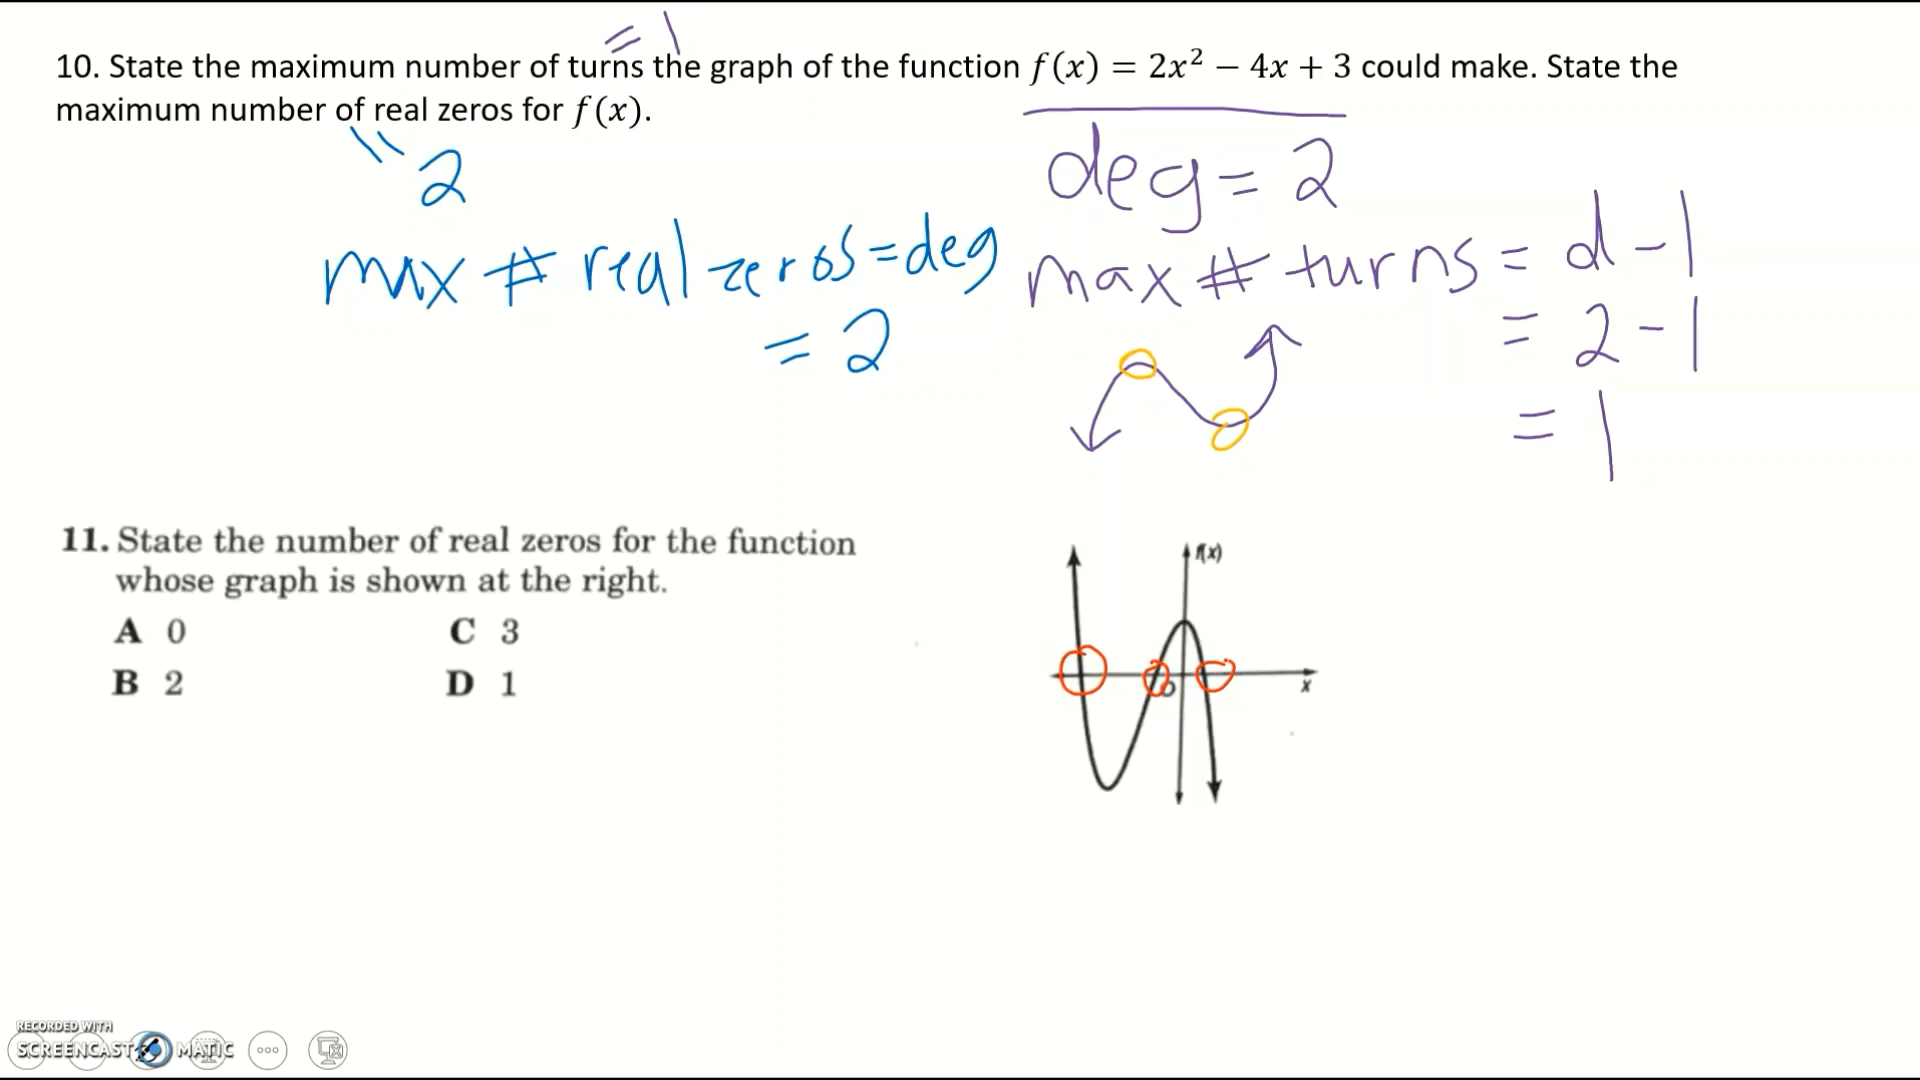 = 1
10. State the maximum number of turns the graph of the function f(x) = 2x² − 4x + 3 could make. State the
maximum number of real zeros for f(x).
= 2
deg = 2
max # real zeros = deg
= 2
max # turns = d - 1
= 2 - 1
= 1
11. State the number of real zeros for the function
whose graph is shown at the right.
A 0
C 3
B 2
D 1
f(x)
O
x
RECORDED WITH
SCREENCAST MATIC